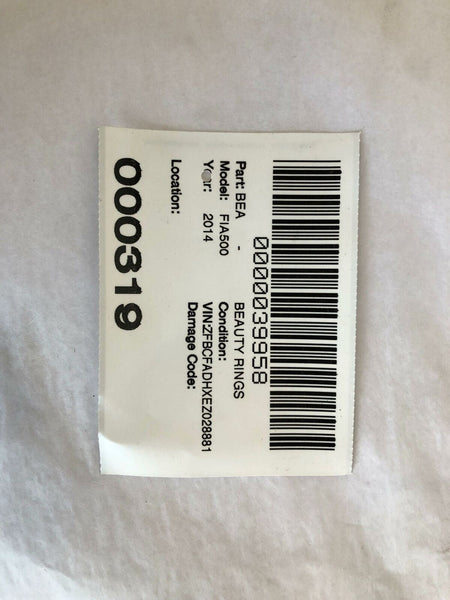 0000039958
Part: BEA - BEAUTY RINGS
Model: FIA500 Condition:
Year: 2014 VIN:ZFBCFADHXEZ028881
Damage Code:
Location:
000319